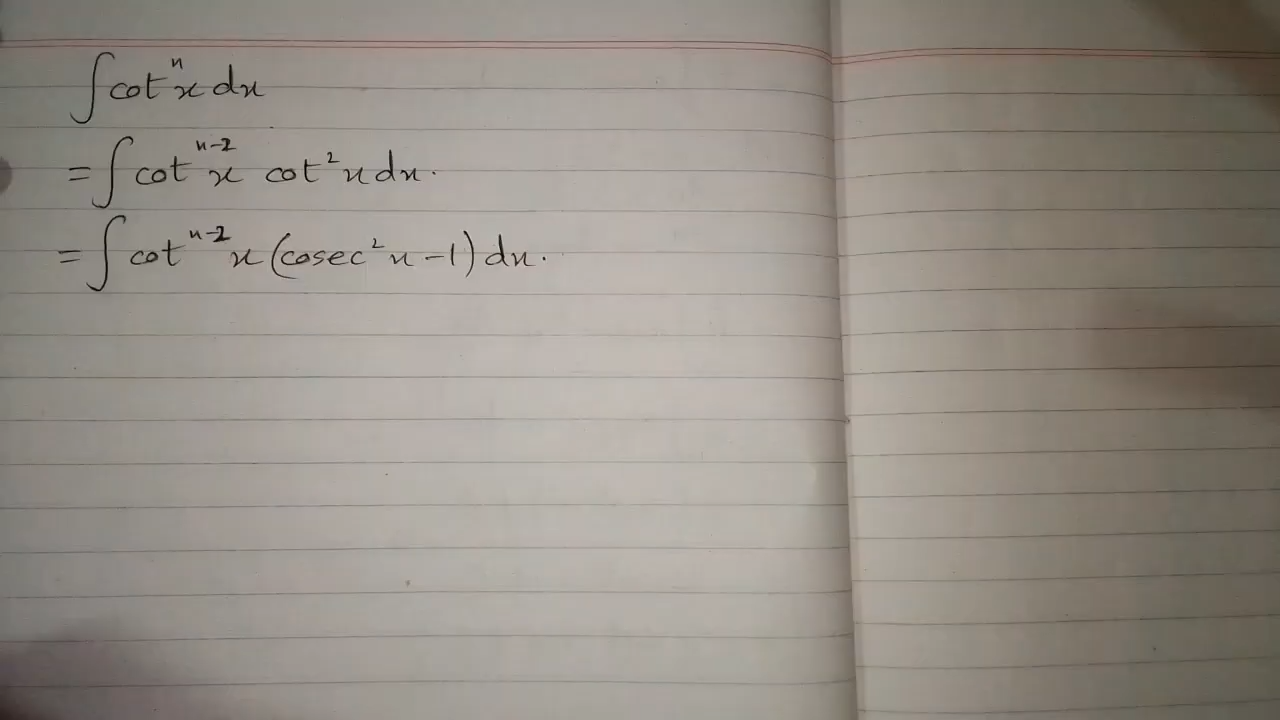 ∫cotⁿx dx
= ∫cotⁿ⁻²x cot²x dx.
= ∫cotⁿ⁻²x (cosec²x -1) dx.